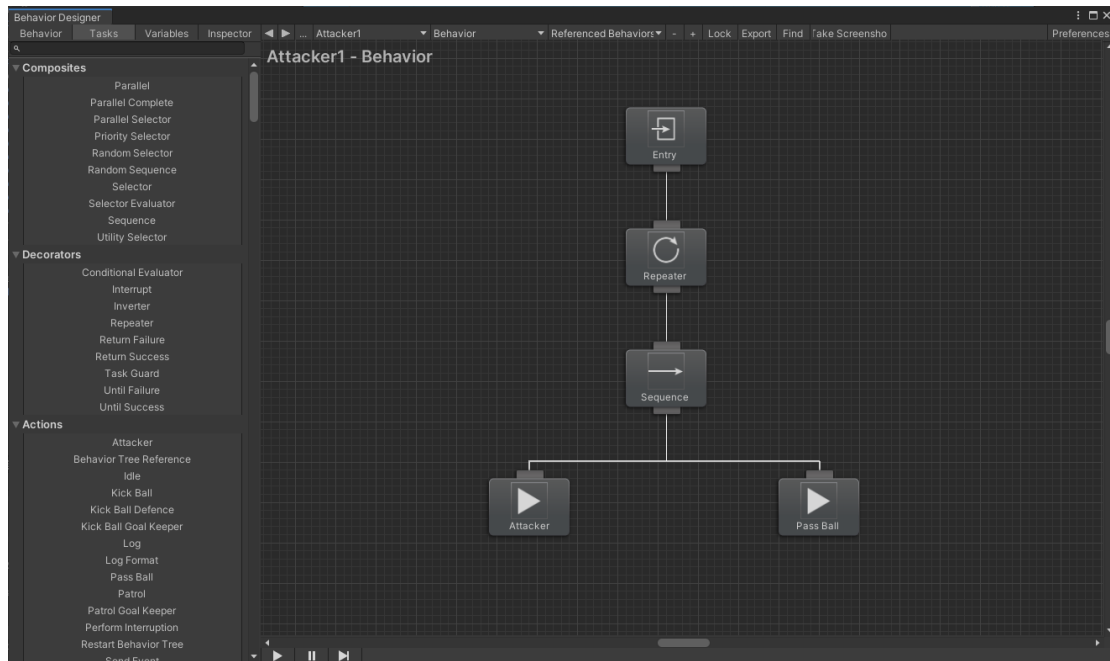 Behavior Designer
Behavior Tasks Variables Inspector ... Attacker1 Behavior Referenced Behaviors - + Lock Export Find Take Screensho Preferences
Attacker1 - Behavior
Composites
Parallel
Parallel Complete
Parallel Selector
Priority Selector
Random Selector
Random Sequence
Selector
Selector Evaluator
Sequence
Utility Selector
Decorators
Conditional Evaluator
Interrupt
Inverter
Repeater
Return Failure
Return Success
Task Guard
Until Failure
Until Success
Actions
Attacker
Behavior Tree Reference
Idle
Kick Ball
Kick Ball Defence
Kick Ball Goal Keeper
Log
Log Format
Pass Ball
Patrol
Patrol Goal Keeper
Perform Interruption
Restart Behavior Tree
Send Event
Entry
Repeater
Sequence
Attacker
Pass Ball